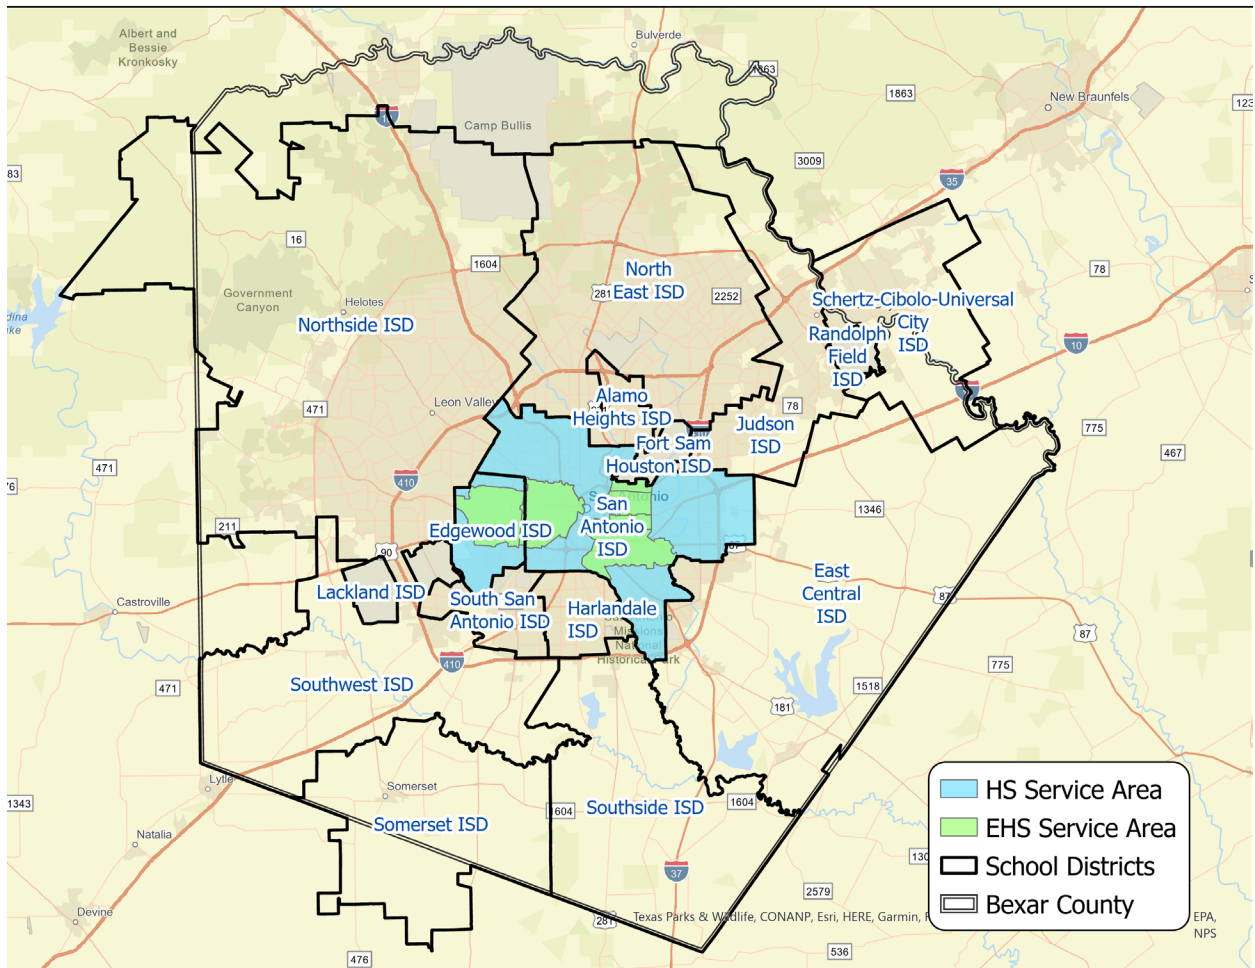 Albert and
Bessie
Kronkosky
Bulverde
1863
1863
New Braunfels
123
Camp Bullis
3009
83
35
16
1604
North
East ISD
281
2252
78
Government
Canyon
Helotes
Northside ISD
Schertz-Cibolo-Universal
City
ISD
Randolph
Field
ISD
10
Leon Valley
471
Alamo
Heights ISD
78
Judson
ISD
775
Fort Sam
Houston ISD
467
471
410
76
San
Antonio
ISD
Edgewood ISD
1346
211
90
87
East
Central
ISD
Lackland ISD
South San
Antonio ISD
Harlandale
ISD
Castroville
87
87
Missions
National
Historical Park
410
775
Southwest ISD
471
1518
181
Lytle
Somerset
1343
1604
Southside ISD
1604
Somerset ISD
Natalia
HS Service Area
EHS Service Area
School Districts
Bexar County
37
2579
Devine
281
Texas Parks & Wildlife, CONANP, Esri, HERE, Garmin,
EPA,
NPS
476
536